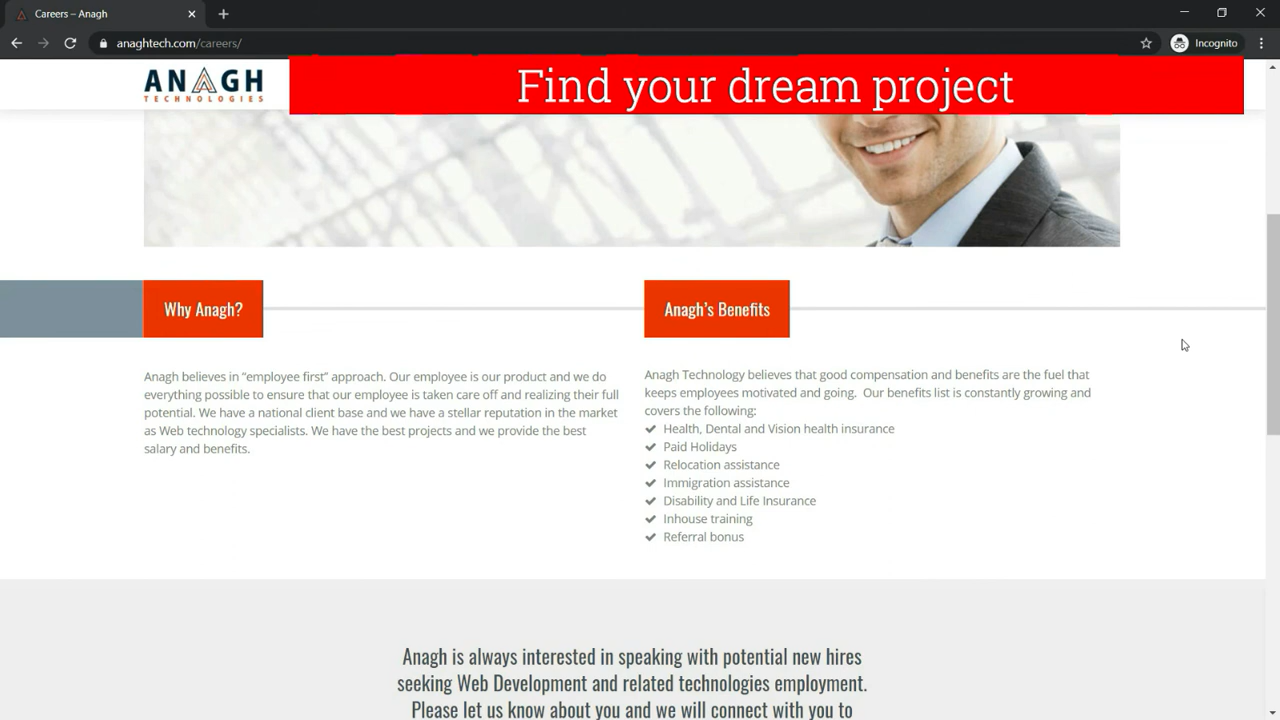 Careers – Anagh
anaghtech.com/careers/
Incognito
ANAGH
TECHNOLOGIES
Find your dream project
Why Anagh?
Anagh believes in “employee first” approach. Our employee is our product and we do
everything possible to ensure that our employee is taken care off and realizing their full
potential. We have a national client base and we have a stellar reputation in the market
as Web technology specialists. We have the best projects and we provide the best
salary and benefits.
Anagh’s Benefits
Anagh Technology believes that good compensation and benefits are the fuel that
keeps employees motivated and going. Our benefits list is constantly growing and
covers the following:
✔ Health, Dental and Vision health insurance
✔ Paid Holidays
✔ Relocation assistance
✔ Immigration assistance
✔ Disability and Life Insurance
✔ Inhouse training
✔ Referral bonus
Anagh is always interested in speaking with potential new hires
seeking Web Development and related technologies employment.
Please let us know about you and we will connect with you to